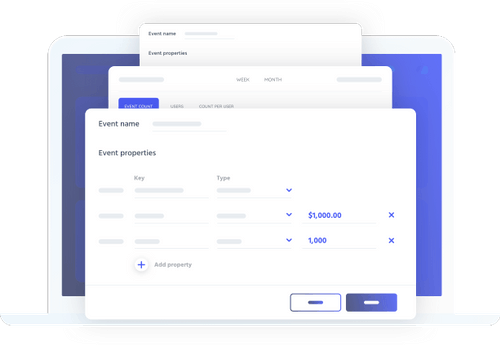 Event name
Event properties
WEEK MONTH
EVENT COUNT USERS COUNT PER USER
Event name
Event properties
Key Type
$1,000.00
1,000
Add property